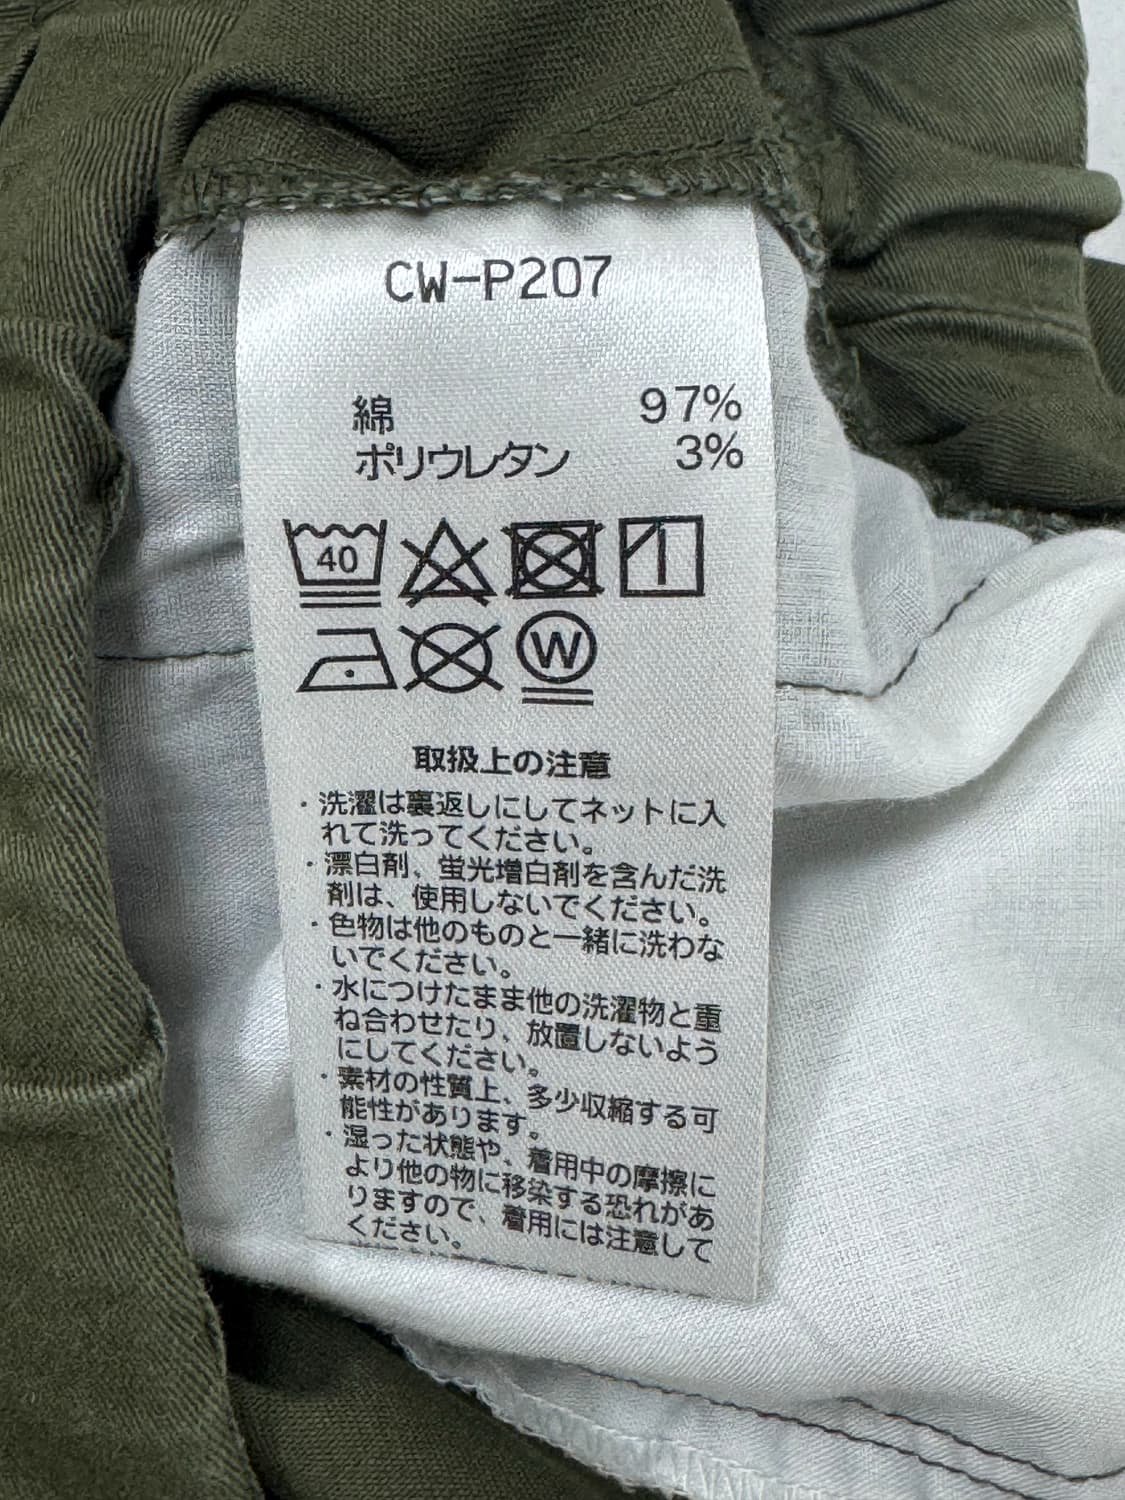 CW-P207
綿 97%
ポリウレタン 3%
40
W
取扱上の注意
・洗濯は裏返しにしてネットに入
れて洗ってください。
・漂白剤、蛍光増白剤を含んだ洗
剤は、使用しないでください。
・色物は他のものと一緒に洗わな
いでください。
・水につけたまま他の洗濯物と重
ね合わせたり、放置しないよう
にしてください。
・素材の性質上、多少収縮する可
能性があります。
・湿った状態や、着用中の摩擦に
より他の物に移染する恐れがあ
りますので、着用には注意して
ください。